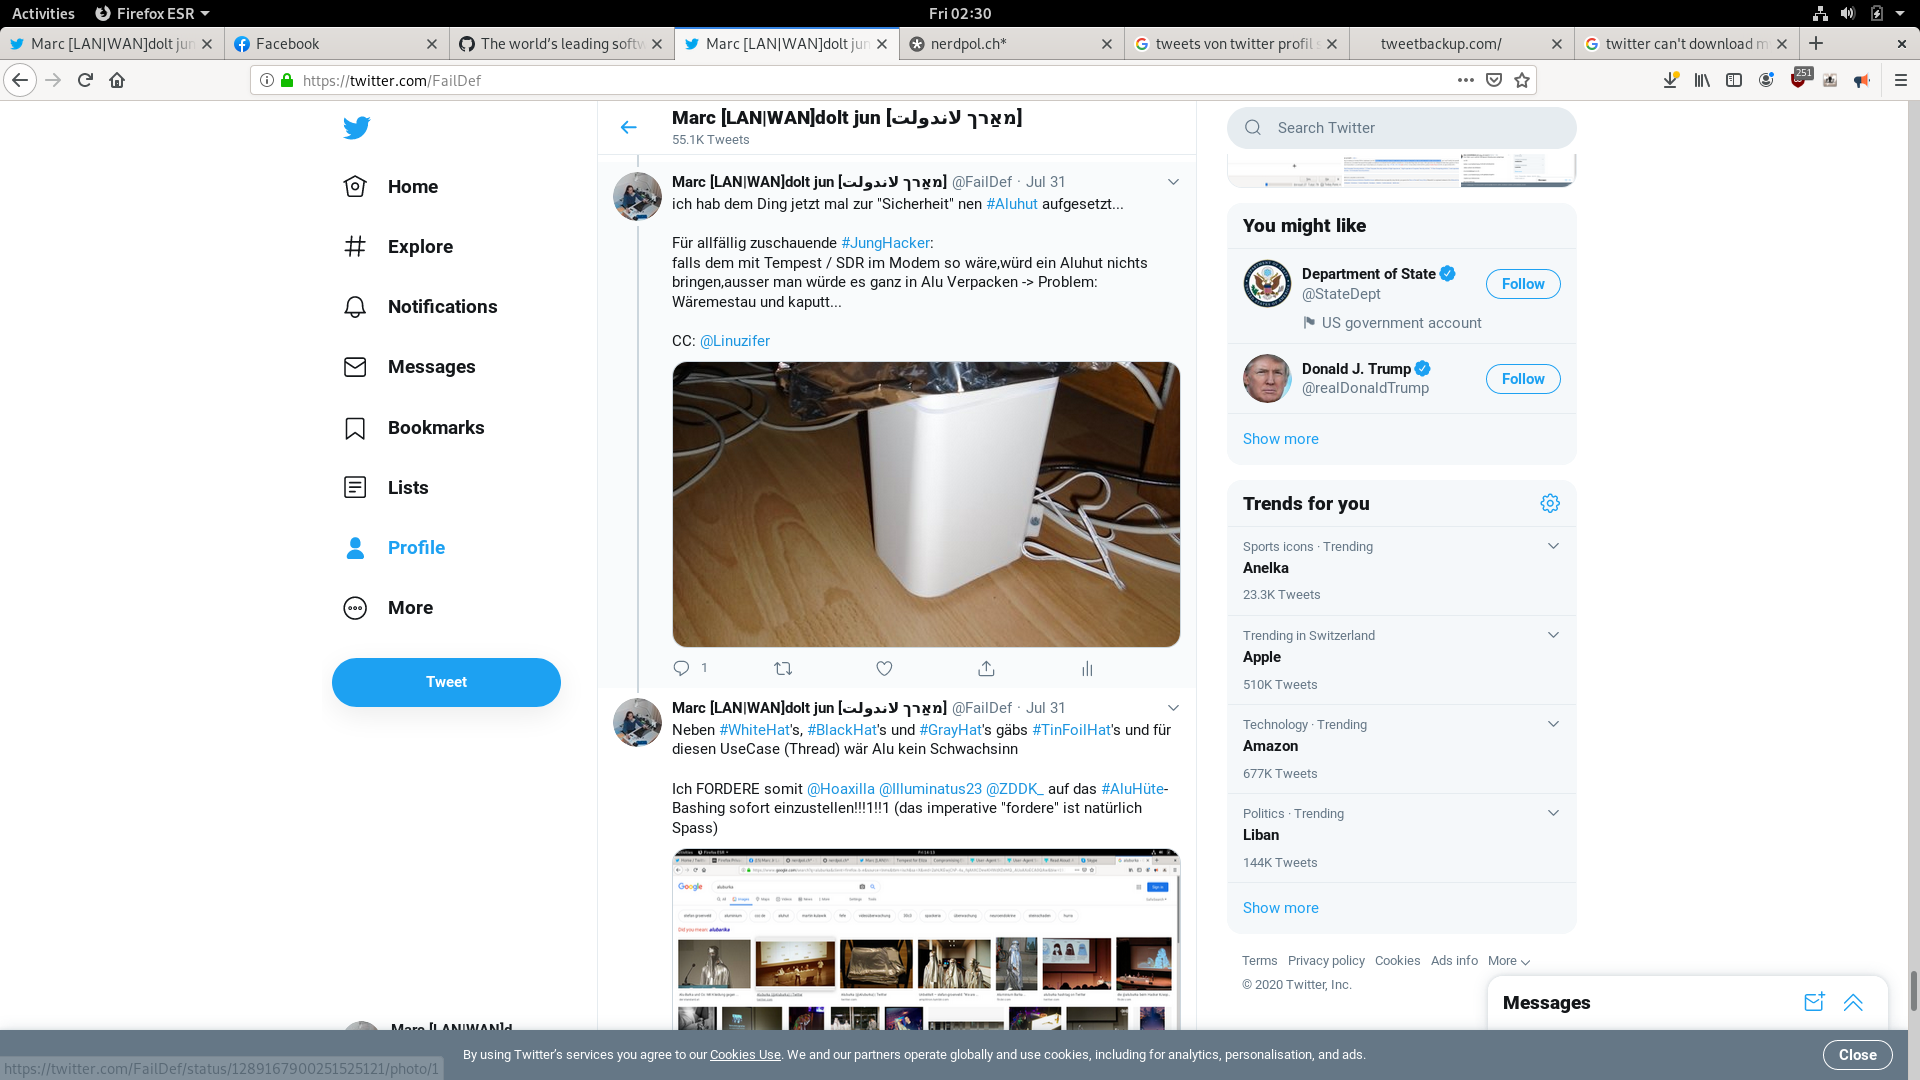 Activities
Firefox ESR
Fri 02:30
Marc [LAN|WAN]dolt jun
Facebook
The world's leading softw
Marc [LAN|WAN]dolt jun
nerdpol.ch*
tweets von twitter profil s
tweetbackup.com/
twitter can't download m
https://twitter.com/FailDef
251
Marc [LAN|WAN]dolt jun [מאַרך לאנדולת]
55.1K Tweets
Search Twitter
Home
Explore
Notifications
Messages
Bookmarks
Lists
Profile
More
Tweet
Marc [LAN|WAN]d
Marc [LAN|WAN]dolt jun [מאַרך לאנדולת] @FailDef · Jul 31
ich hab dem Ding jetzt mal zur "Sicherheit" nen #Aluhut aufgesetzt...
Für allfällig zuschauende #JungHacker:
falls dem mit Tempest / SDR im Modem so wäre,würd ein Aluhut nichts
bringen,ausser man würde es ganz in Alu Verpacken -> Problem:
Wäremestau und kaputt...
CC: @Linuzifer
1
Marc [LAN|WAN]dolt jun [מאַרך לאנדולת] @FailDef · Jul 31
Neben #WhiteHat's, #BlackHat's und #GrayHat's gäbs #TinFoilHat's und für
diesen UseCase (Thread) wär Alu kein Schwachsinn
Ich FORDERE somit @Hoaxilla @Illuminatus23 @ZDDK_ auf das #AluHüte-
Bashing sofort einzustellen!!!1!!1 (das imperative "fordere" ist natürlich
Spass)
Google
aluburka
Did you mean: alubarika
You might like
Department of State
@StateDept
US government account
Follow
Donald J. Trump
@realDonaldTrump
Follow
Show more
Trends for you
Sports icons · Trending
Anelka
23.3K Tweets
Trending in Switzerland
Apple
510K Tweets
Technology · Trending
Amazon
677K Tweets
Politics · Trending
Liban
144K Tweets
Show more
Terms Privacy policy Cookies Ads info More
© 2020 Twitter, Inc.
Messages
By using Twitter's services you agree to our Cookies Use. We and our partners operate globally and use cookies, including for analytics, personalisation, and ads.
Close
https://twitter.com/FailDef/status/1289167900251525121/photo/1